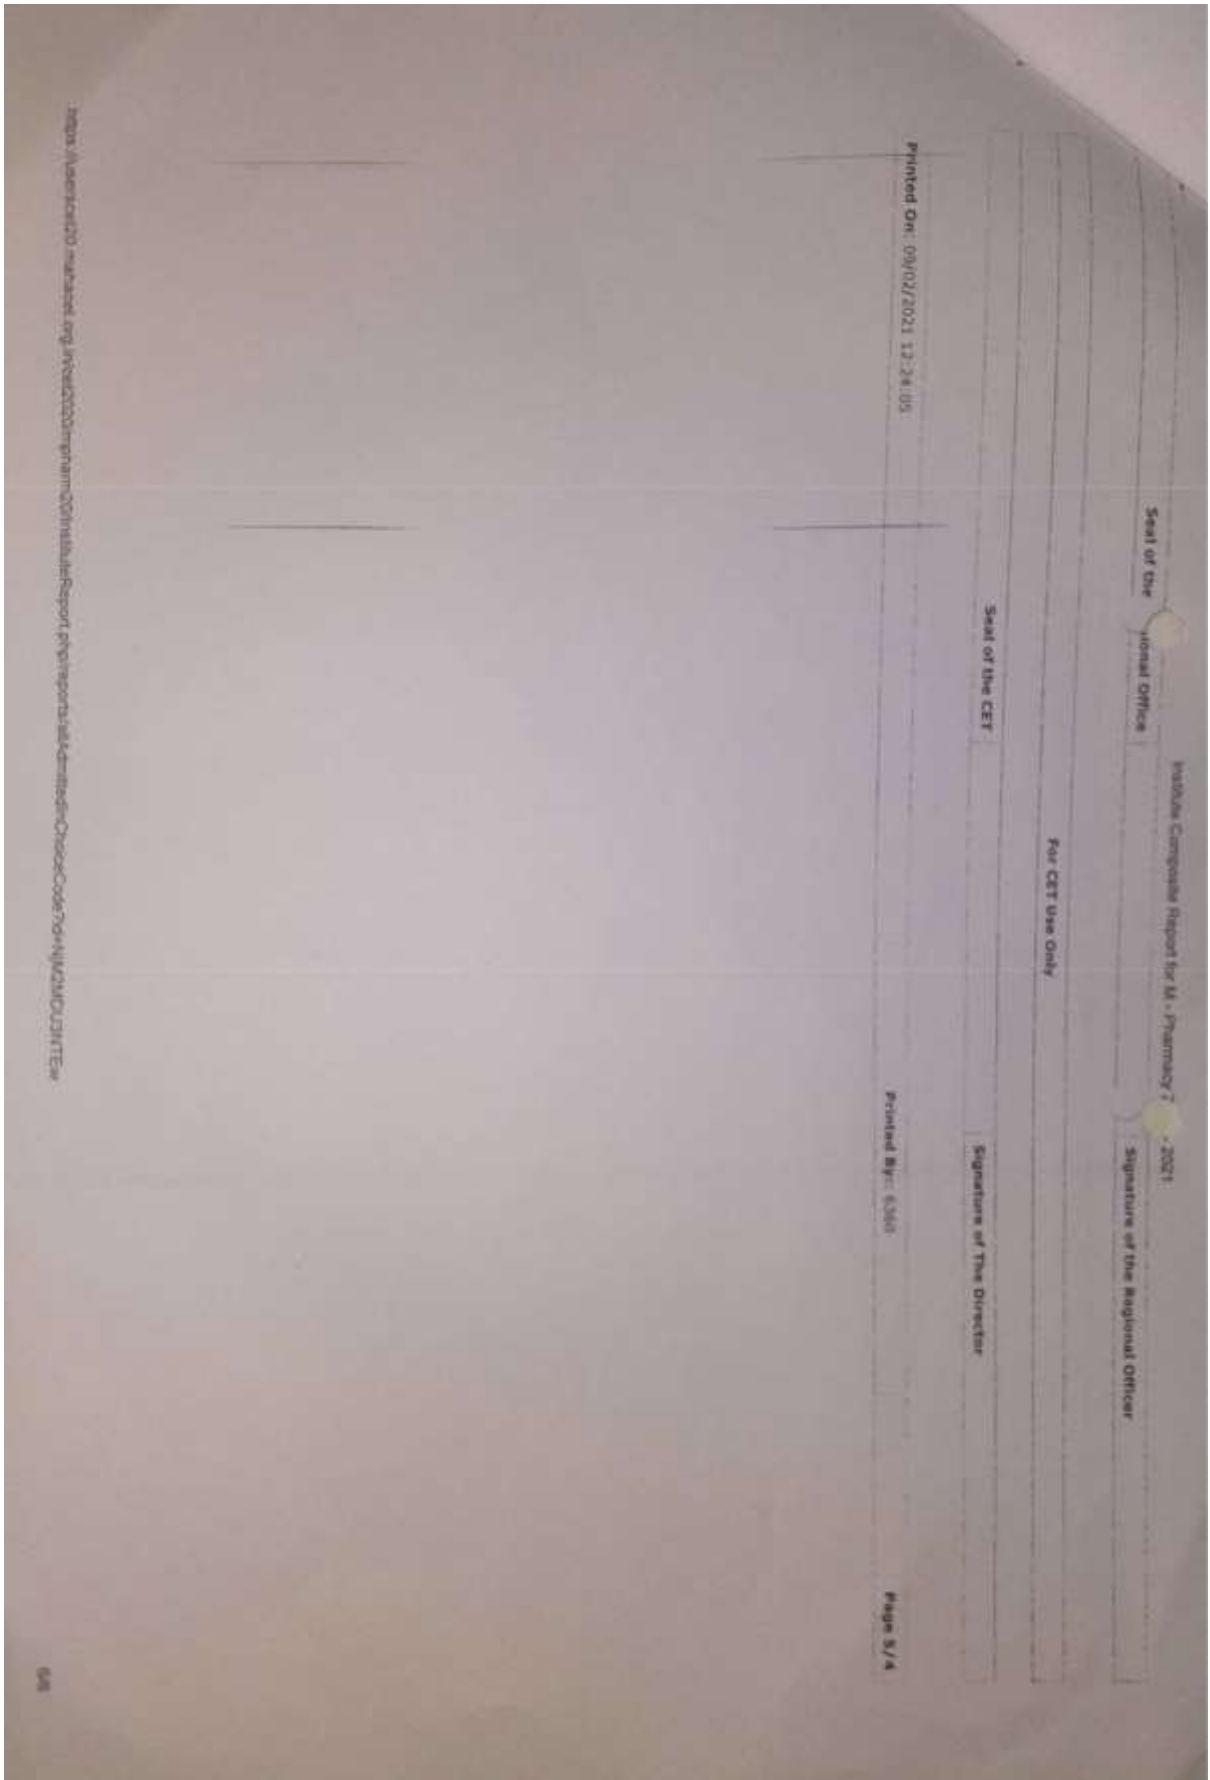 Institute Composite Report for M - Pharmacy - 2021
Seal of the ional Office Signature of the Regional Officer
For CET Use Only
Seal of the CET Signature of The Director
Printed On: 09/02/2021 12:24:05 Printed By:: 6360 Page 5/4